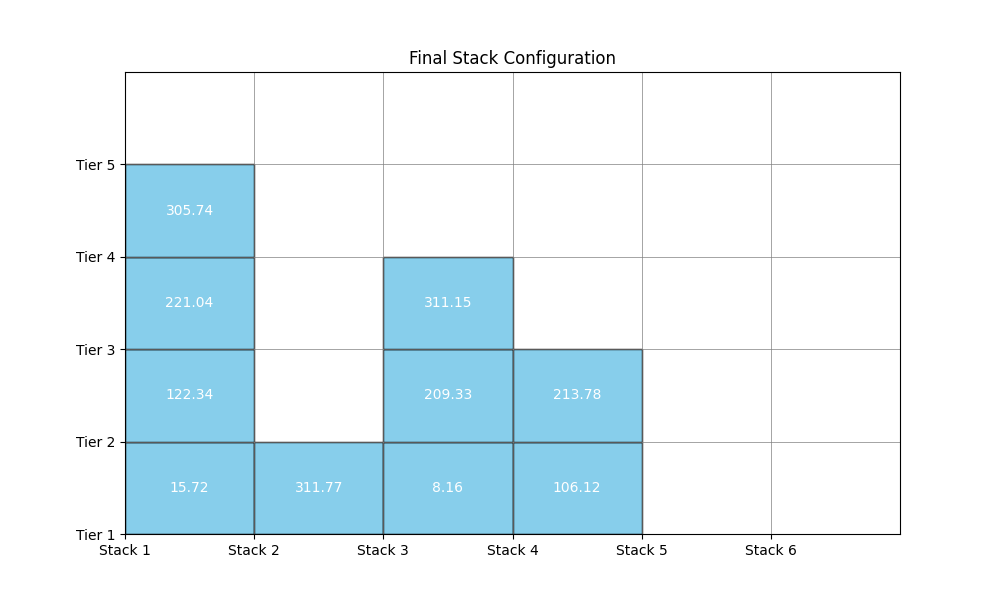 Final Stack Configuration
Tier 5
305.74
Tier 4
221.04 311.15
Tier 3
122.34 209.33 213.78
Tier 2
15.72 311.77 8.16 106.12
Tier 1
Stack 1 Stack 2 Stack 3 Stack 4 Stack 5 Stack 6